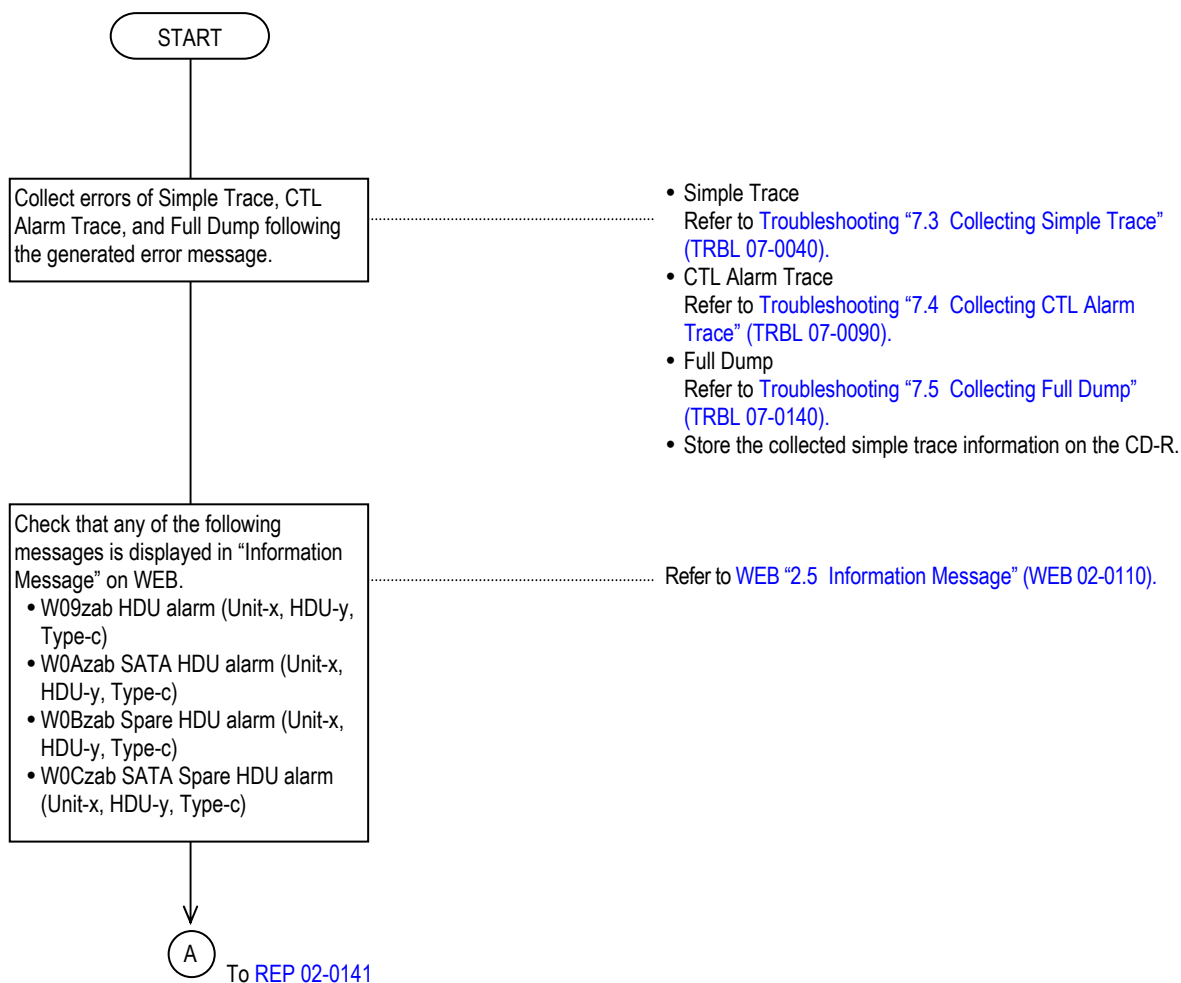 START
Collect errors of Simple Trace, CTL
Alarm Trace, and Full Dump following
the generated error message.
• Simple Trace
Refer to Troubleshooting “7.3 Collecting Simple Trace”
(TRBL 07-0040).
• CTL Alarm Trace
Refer to Troubleshooting “7.4 Collecting CTL Alarm
Trace” (TRBL 07-0090).
• Full Dump
Refer to Troubleshooting “7.5 Collecting Full Dump”
(TRBL 07-0140).
• Store the collected simple trace information on the CD-R.
Check that any of the following
messages is displayed in “Information
Message” on WEB.
• W09zab HDU alarm (Unit-x, HDU-y,
Type-c)
• W0Azab SATA HDU alarm (Unit-x,
HDU-y, Type-c)
• W0Bzab Spare HDU alarm (Unit-x,
HDU-y, Type-c)
• W0Czab SATA Spare HDU alarm
(Unit-x, HDU-y, Type-c)
Refer to WEB “2.5 Information Message” (WEB 02-0110).
A
To REP 02-0141